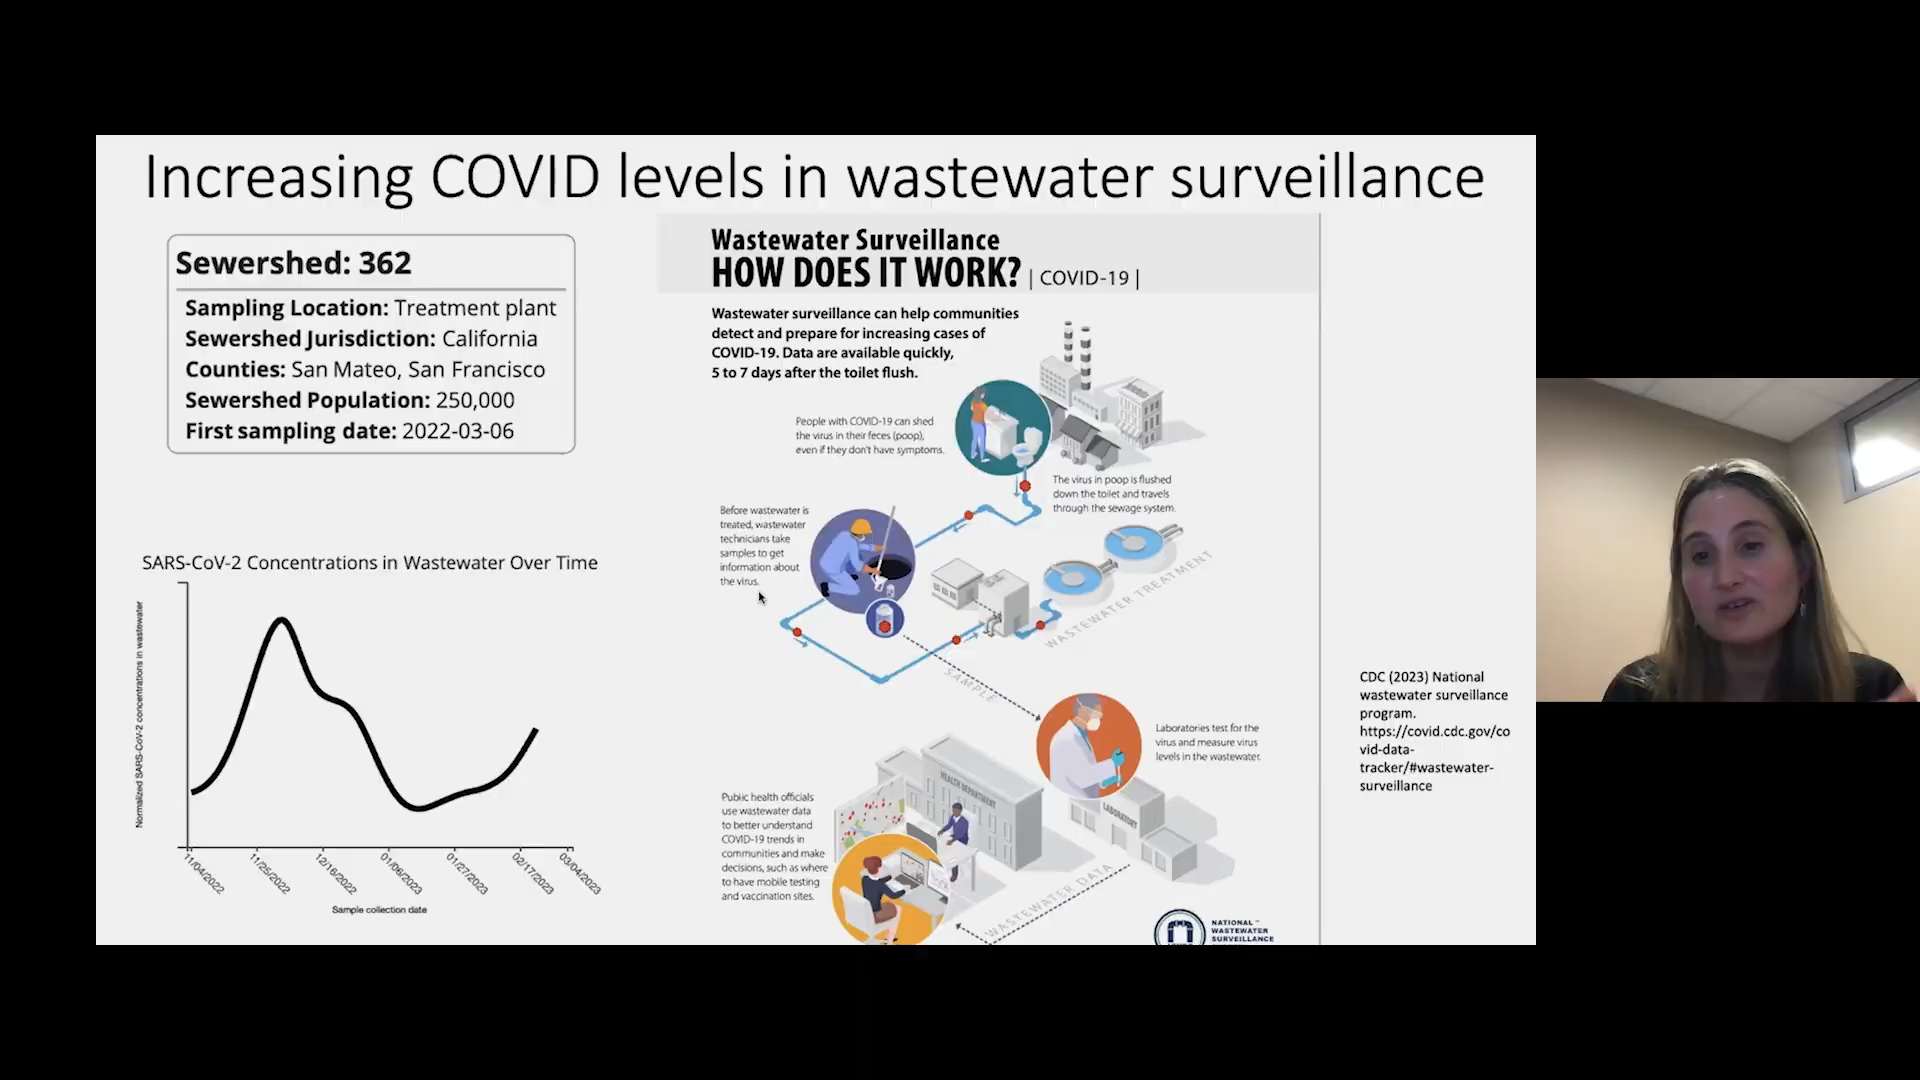 Increasing COVID levels in wastewater surveillance
Sewershed: 362
Sampling Location: Treatment plant
Sewershed Jurisdiction: California
Counties: San Mateo, San Francisco
Sewershed Population: 250,000
First sampling date: 2022-03-06
SARS-CoV-2 Concentrations in Wastewater Over Time
Normalized SARS-CoV-2 concentrations in wastewater
11/04/2022
11/25/2022
12/16/2022
01/06/2023
01/27/2023
02/17/2023
03/04/2023
Sample collection date
Wastewater Surveillance
HOW DOES IT WORK? | COVID-19 |
Wastewater surveillance can help communities
detect and prepare for increasing cases of
COVID-19. Data are available quickly,
5 to 7 days after the toilet flush.
People with COVID-19 can shed
the virus in their feces (poop),
even if they don't have symptoms.
The virus in poop is flushed
down the toilet and travels
through the sewage system.
Before wastewater is
treated, wastewater
technicians take
samples to get
information about
the virus.
WASTEWATER TREATMENT
SAMPLE
Laboratories test for the
virus and measure virus
levels in the wastewater.
HEALTH DEPARTMENT
LABORATORY
Public health officials
use wastewater data
to better understand
COVID-19 trends in
communities and make
decisions, such as where
to have mobile testing
and vaccination sites.
WASTEWATER DATA
NATIONAL
WASTEWATER
SURVEILLANCE
CDC (2023) National
wastewater surveillance
program.
https://covid.cdc.gov/co
vid-data-
tracker/#wastewater-
surveillance